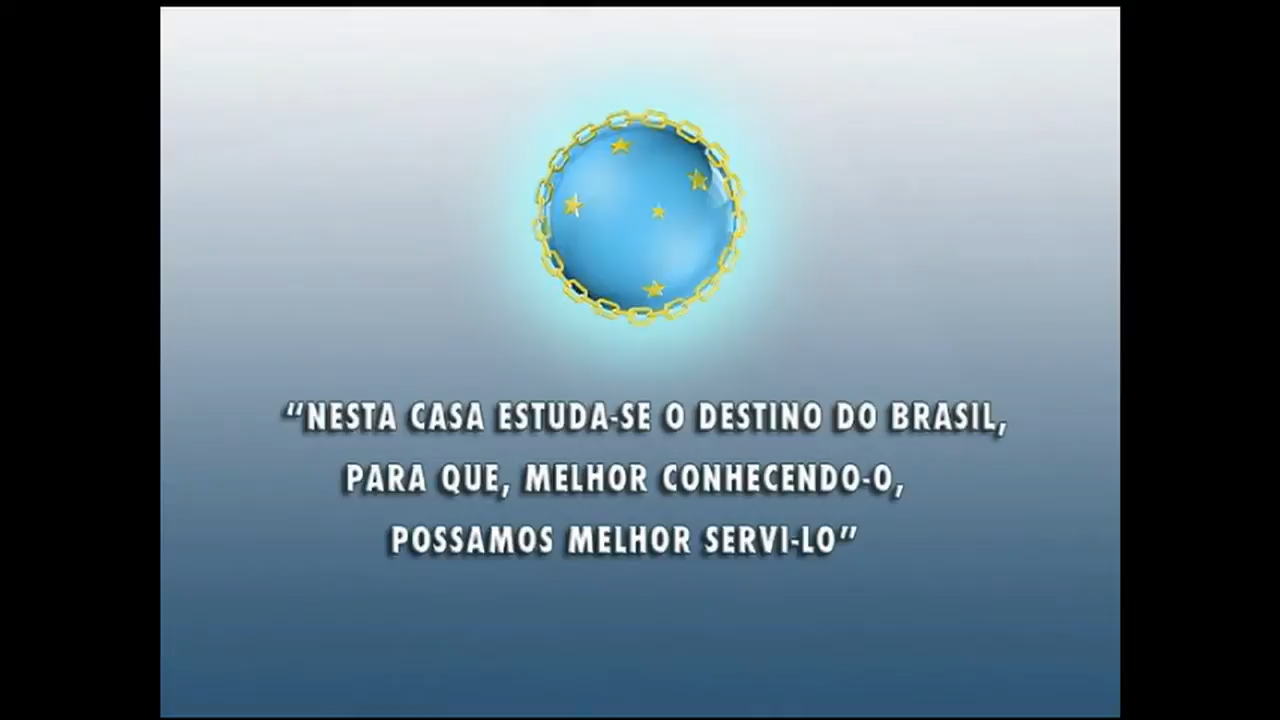 “NESTA CASA ESTUDA-SE O DESTINO DO BRASIL,
PARA QUE, MELHOR CONHECENDO-O,
POSSAMOS MELHOR SERVI-LO”